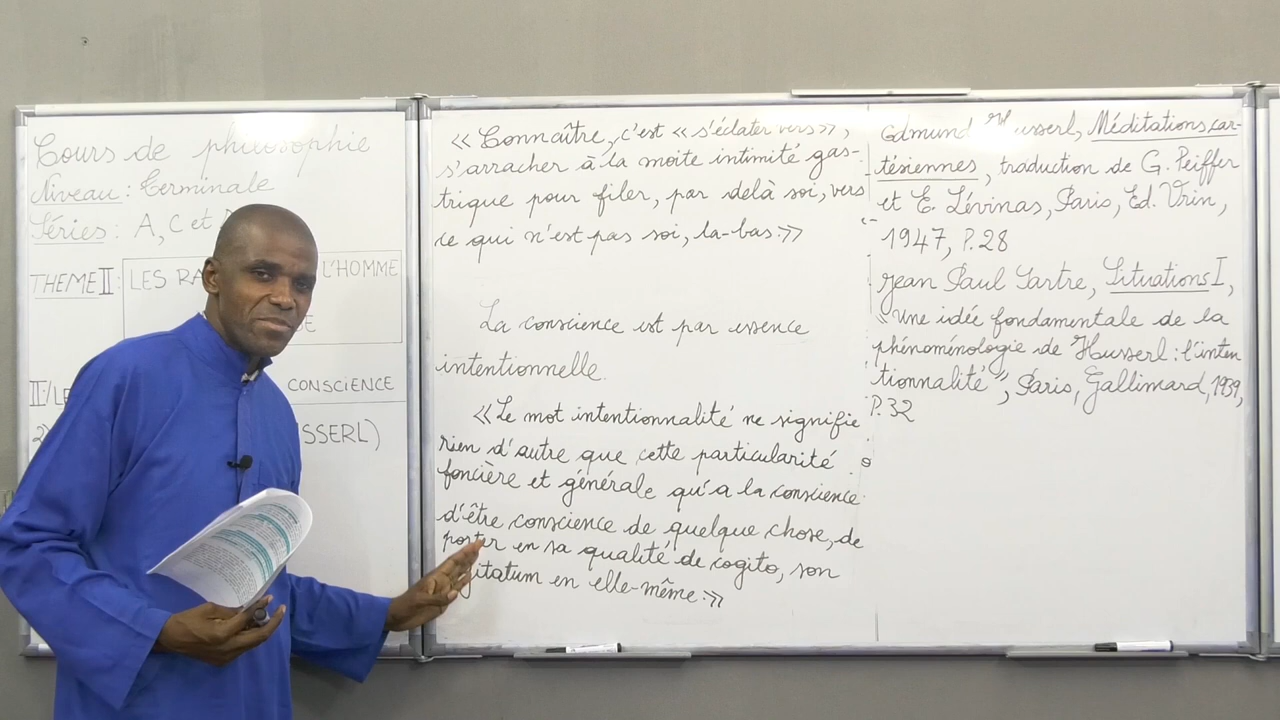 Cours de philosophie
Niveau : Terminale
Séries : A, C et
THEME II : LES RA L'HOMME
II°/LE CONSCIENCE
SSERL)
« Connaître, c'est « s'éclater vers »,
s'arracher à la moite intimité gas-
trique pour filer, par delà soi, vers
ce qui n'est pas soi, la-bas.»
La conscience est par essence
intentionnelle.
«Le mot intentionnalité ne signifie
rien d'autre que cette particularité
foncière et générale qu'a la conscience
d'être conscience de quelque chose, de
porter en sa qualité de cogito, son
itatum en elle-même.»
Edmund Husserl, Méditations car-
tésiennes, traduction de G. Peiffer
et E. Lévinas, Paris, Ed. Vrin,
1947, P.28
Jean Paul Sartre, Situations I,
"Une idée fondamentale de la
phénoménologie de Husserl : l'inten
tionnalité", Paris, Gallimard, 1939,
P.32